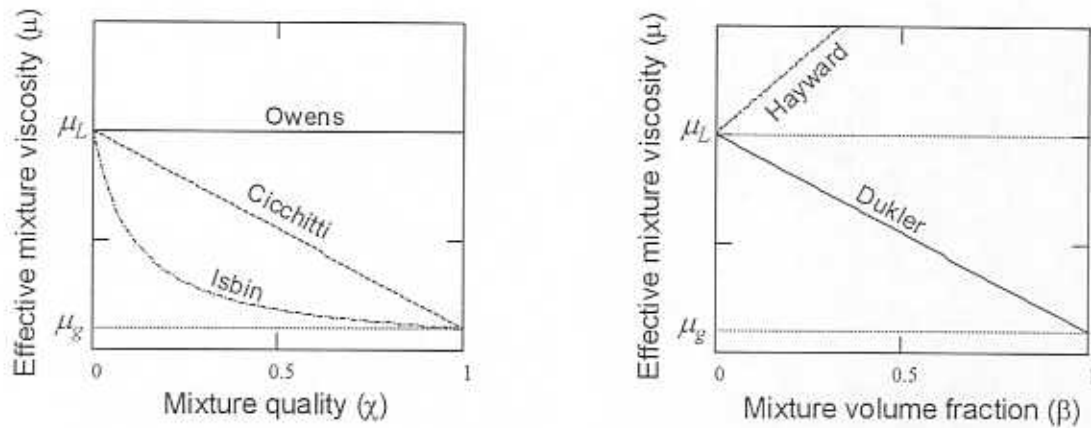 Effective mixture viscosity (μ)
μL
μg
Owens
Cicchitti
Isbin
0
0.5
1
Mixture quality (χ)
Effective mixture viscosity (μ)
μL
μg
Hayward
Dukler
0
0.5
1
Mixture volume fraction (β)